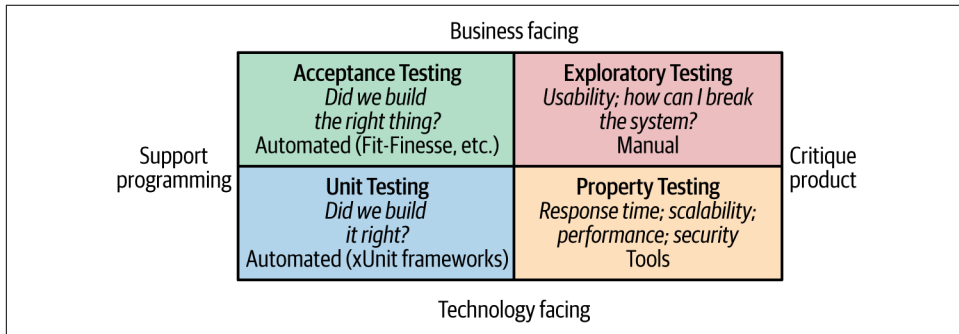 Business facing
Acceptance Testing
Did we build
the right thing?
Automated (Fit-Finesse, etc.)
Exploratory Testing
Usability; how can I break
the system?
Manual
Support
programming
Critique
product
Unit Testing
Did we build
it right?
Automated (xUnit frameworks)
Property Testing
Response time; scalability;
performance; security
Tools
Technology facing